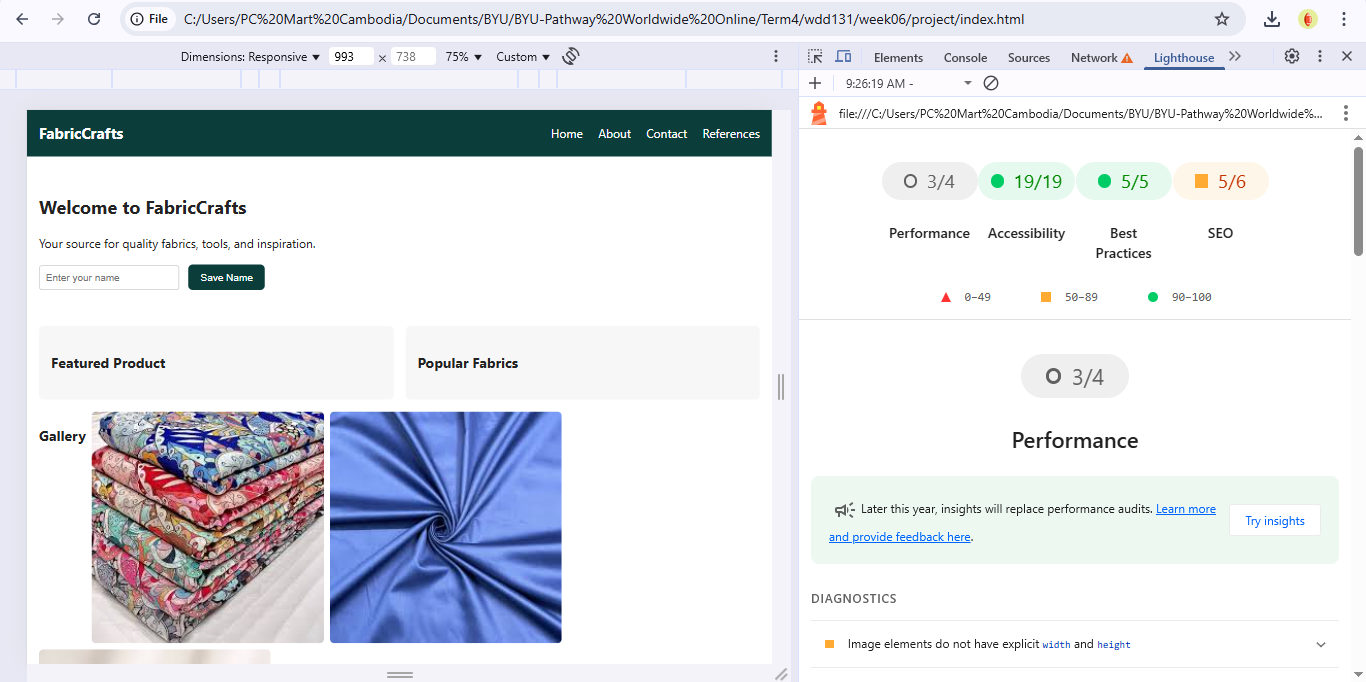 File
C:/Users/PC%20Mart%20Cambodia/Documents/BYU/BYU-Pathway%20Worldwide%20Online/Term4/wdd131/week06/project/index.html
Dimensions: Responsive 993 x 738 75% Custom
Elements Console Sources Network Lighthouse
9:26:19 AM -
file:///C:/Users/PC%20Mart%20Cambodia/Documents/BYU/BYU-Pathway%20Worldwide%...
FabricCrafts
Home About Contact References
Welcome to FabricCrafts
Your source for quality fabrics, tools, and inspiration.
Enter your name
Save Name
Featured Product
Popular Fabrics
Gallery
3/4 19/19 5/5 5/6
Performance Accessibility Best Practices SEO
0–49 50–89 90–100
3/4
Performance
Later this year, insights will replace performance audits. Learn more
and provide feedback here.
Try insights
DIAGNOSTICS
Image elements do not have explicit width and height